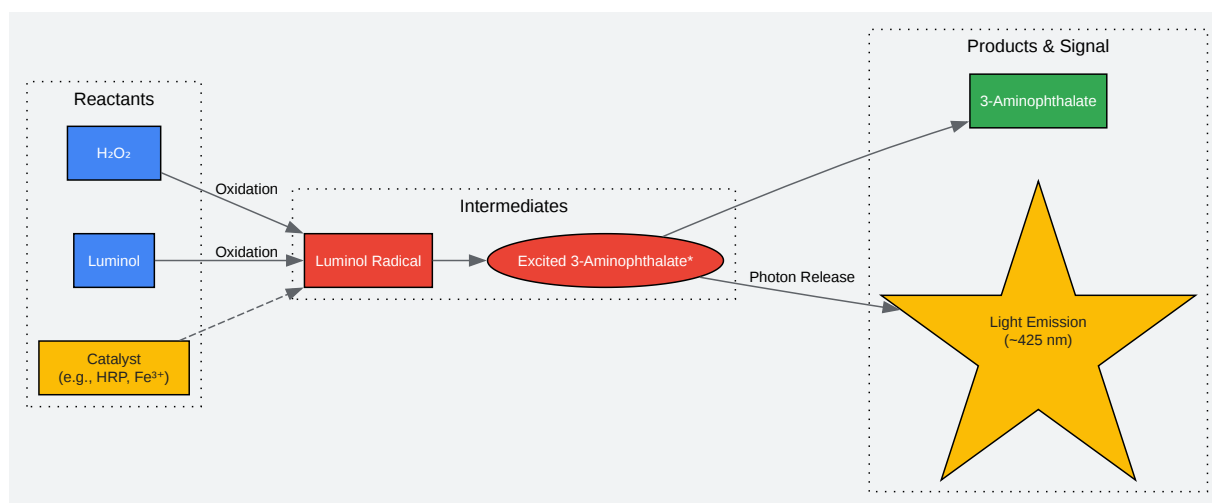 Reactants
H₂O₂
Luminol
Catalyst
(e.g., HRP, Fe³⁺)
Oxidation
Oxidation
Intermediates
Luminol Radical
Excited 3-Aminophthalate*
Photon Release
Products & Signal
3-Aminophthalate
Light Emission
(~425 nm)